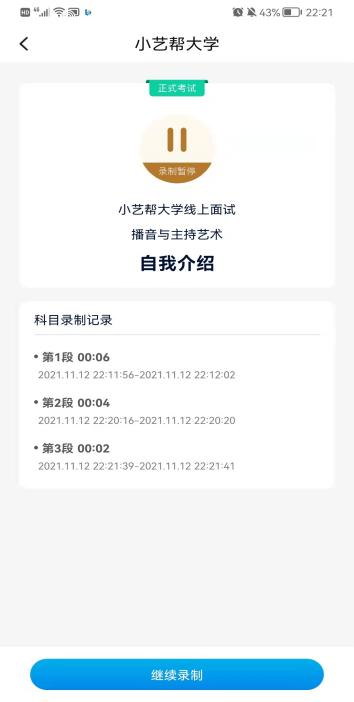 HD 43% 22:21
小艺帮大学
正式考试
录制暂停
小艺帮大学线上面试
播音与主持艺术
自我介绍
科目录制记录
• 第1段 00:06
2021.11.12 22:11:56-2021.11.12 22:12:02
• 第2段 00:04
2021.11.12 22:20:16-2021.11.12 22:20:20
• 第3段 00:02
2021.11.12 22:21:39-2021.11.12 22:21:41
继续录制